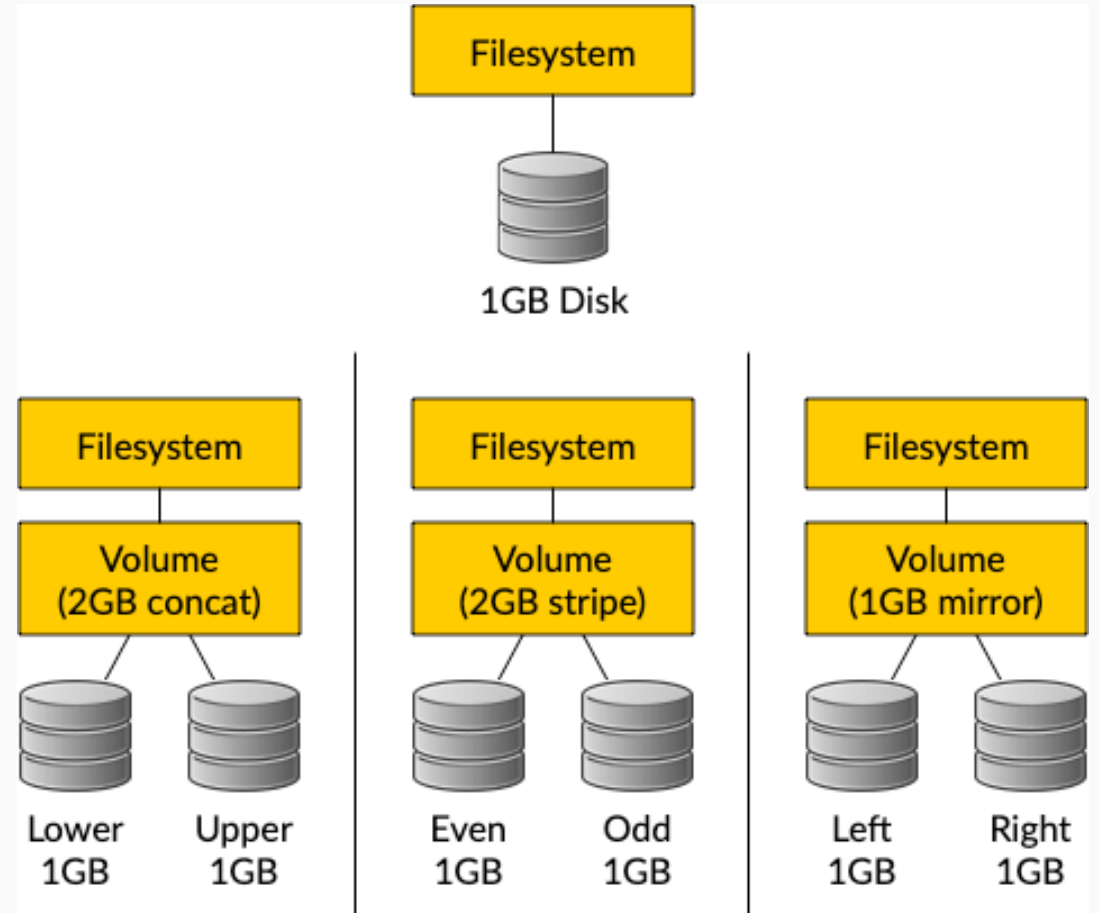 Filesystem
1GB Disk
Filesystem
Volume
(2GB concat)
Lower
1GB
Upper
1GB
Filesystem
Volume
(2GB stripe)
Even
1GB
Odd
1GB
Filesystem
Volume
(1GB mirror)
Left
1GB
Right
1GB